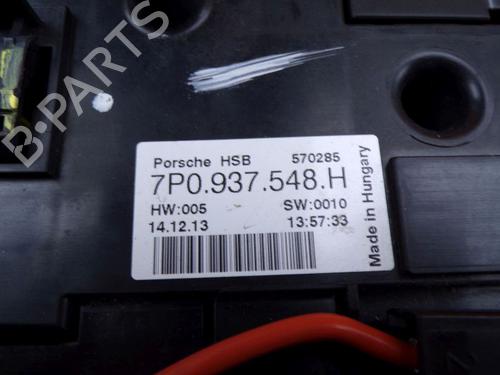 B-PARTS
Porsche HSB 570285
7P0.937.548.H
HW:005 SW:0010
14.12.13 13:57:33
Made in Hungary